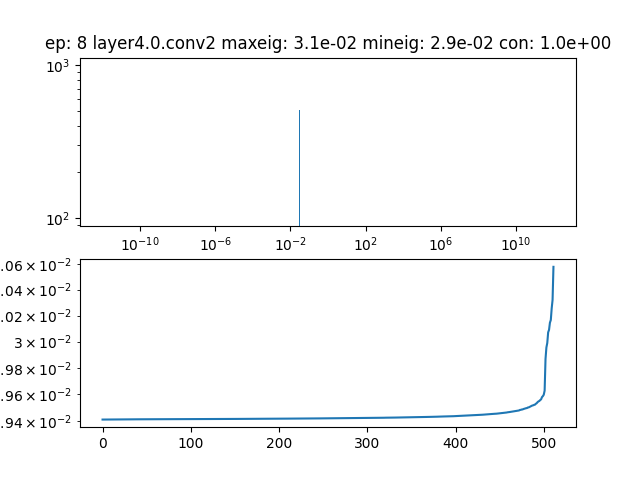 ep: 8 layer4.0.conv2 maxeig: 3.1e-02 mineig: 2.9e-02 con: 1.0e+00
10³
10²
10⁻¹⁰ 10⁻⁶ 10⁻² 10² 10⁶ 10¹⁰
.06 × 10⁻²
.04 × 10⁻²
.02 × 10⁻²
3 × 10⁻²
.98 × 10⁻²
.96 × 10⁻²
.94 × 10⁻²
0 100 200 300 400 500